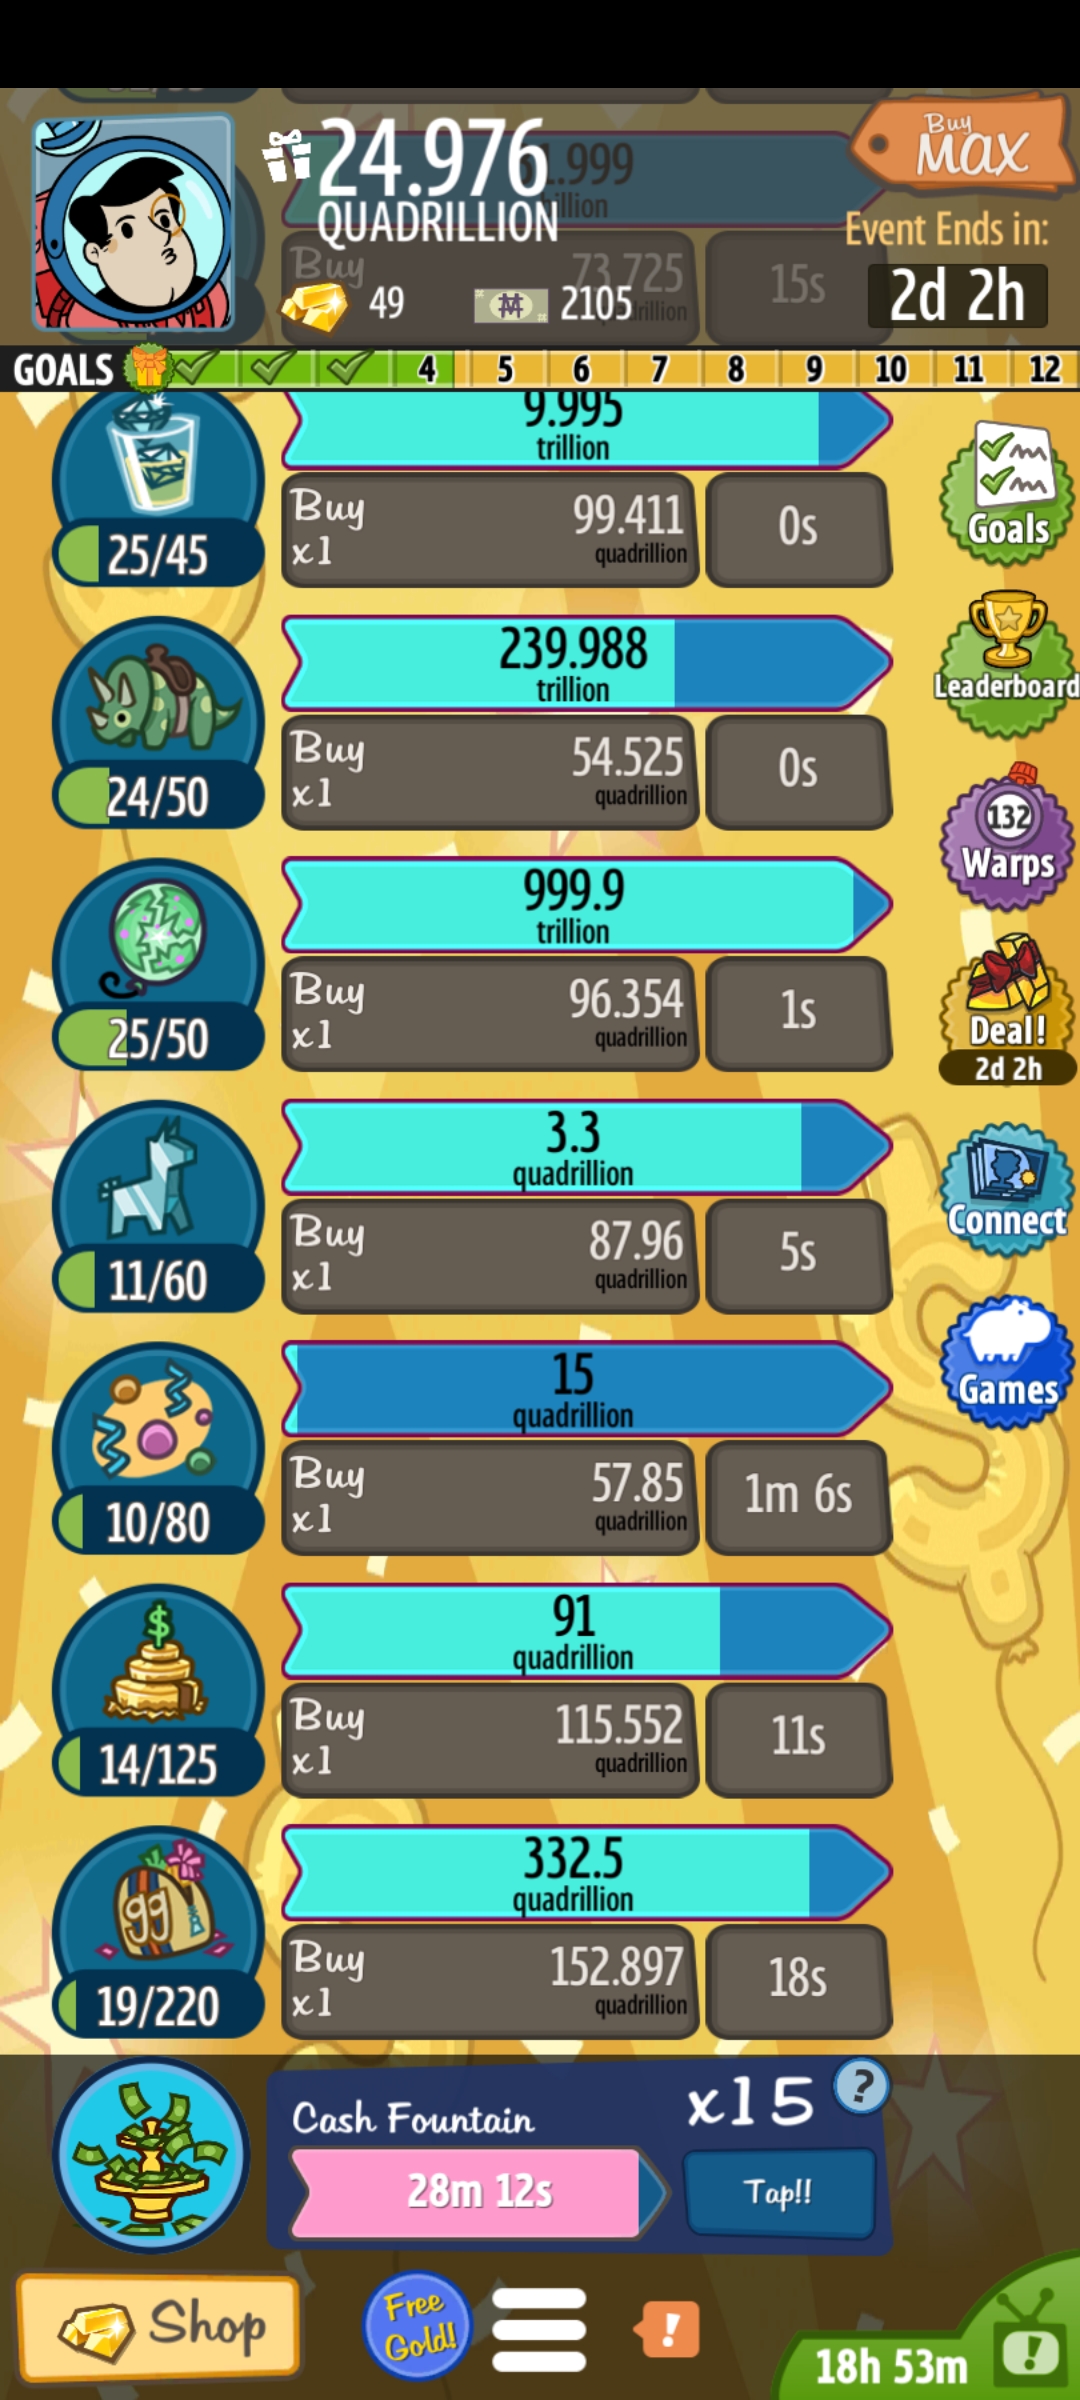 24.976
QUADRILLION
Buy
MAX
Event Ends in:
2d 2h
49
2105
Buy
73.725
15s
GOALS 4 5 6 7 8 9 10 11 12
9.995
trillion
25/45
Buy
x1
99.411
quadrillion
0s
Goals
239.988
trillion
24/50
Buy
x1
54.525
quadrillion
0s
Leaderboard
132
Warps
999.9
trillion
25/50
Buy
x1
96.354
quadrillion
1s
Deal!
2d 2h
3.3
quadrillion
11/60
Buy
x1
87.96
quadrillion
5s
Connect
15
quadrillion
10/80
Buy
x1
57.85
quadrillion
1m 6s
Games
91
quadrillion
$
14/125
Buy
x1
115.552
quadrillion
11s
332.5
quadrillion
99
19/220
Buy
x1
152.897
quadrillion
18s
Cash Fountain
x15
?
28m 12s
Tap!!
Shop
Free
Gold!
!
18h 53m
!